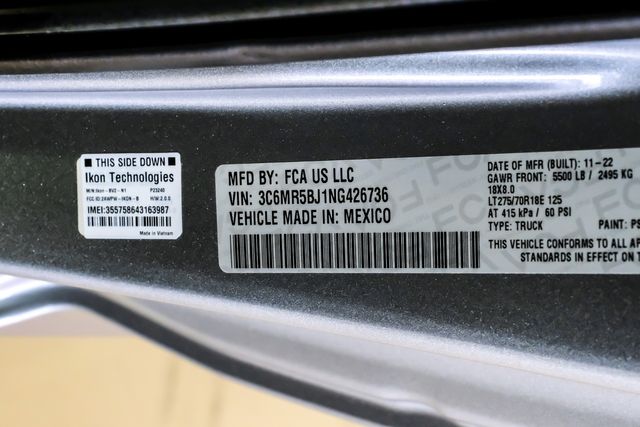 THIS SIDE DOWN
Ikon Technologies
M/N: Ikon - BV2 - N1 P23240
FCC ID: 2AWPW-IKON-B H/W: 2.0.0
IMEI:355758643163987
Made in Vietnam
MFD BY: FCA US LLC
VIN: 3C6MR5BJ1NG426736
VEHICLE MADE IN: MEXICO
DATE OF MFR (BUILT): 11-22
GAWR FRONT: 5500 LB / 2495 KG
18X8.0
LT275/70R18E 125
AT 415 kPa / 60 PSI
TYPE: TRUCK PAINT: PS
THIS VEHICLE CONFORMS TO ALL AP
STANDARDS IN EFFECT ON T